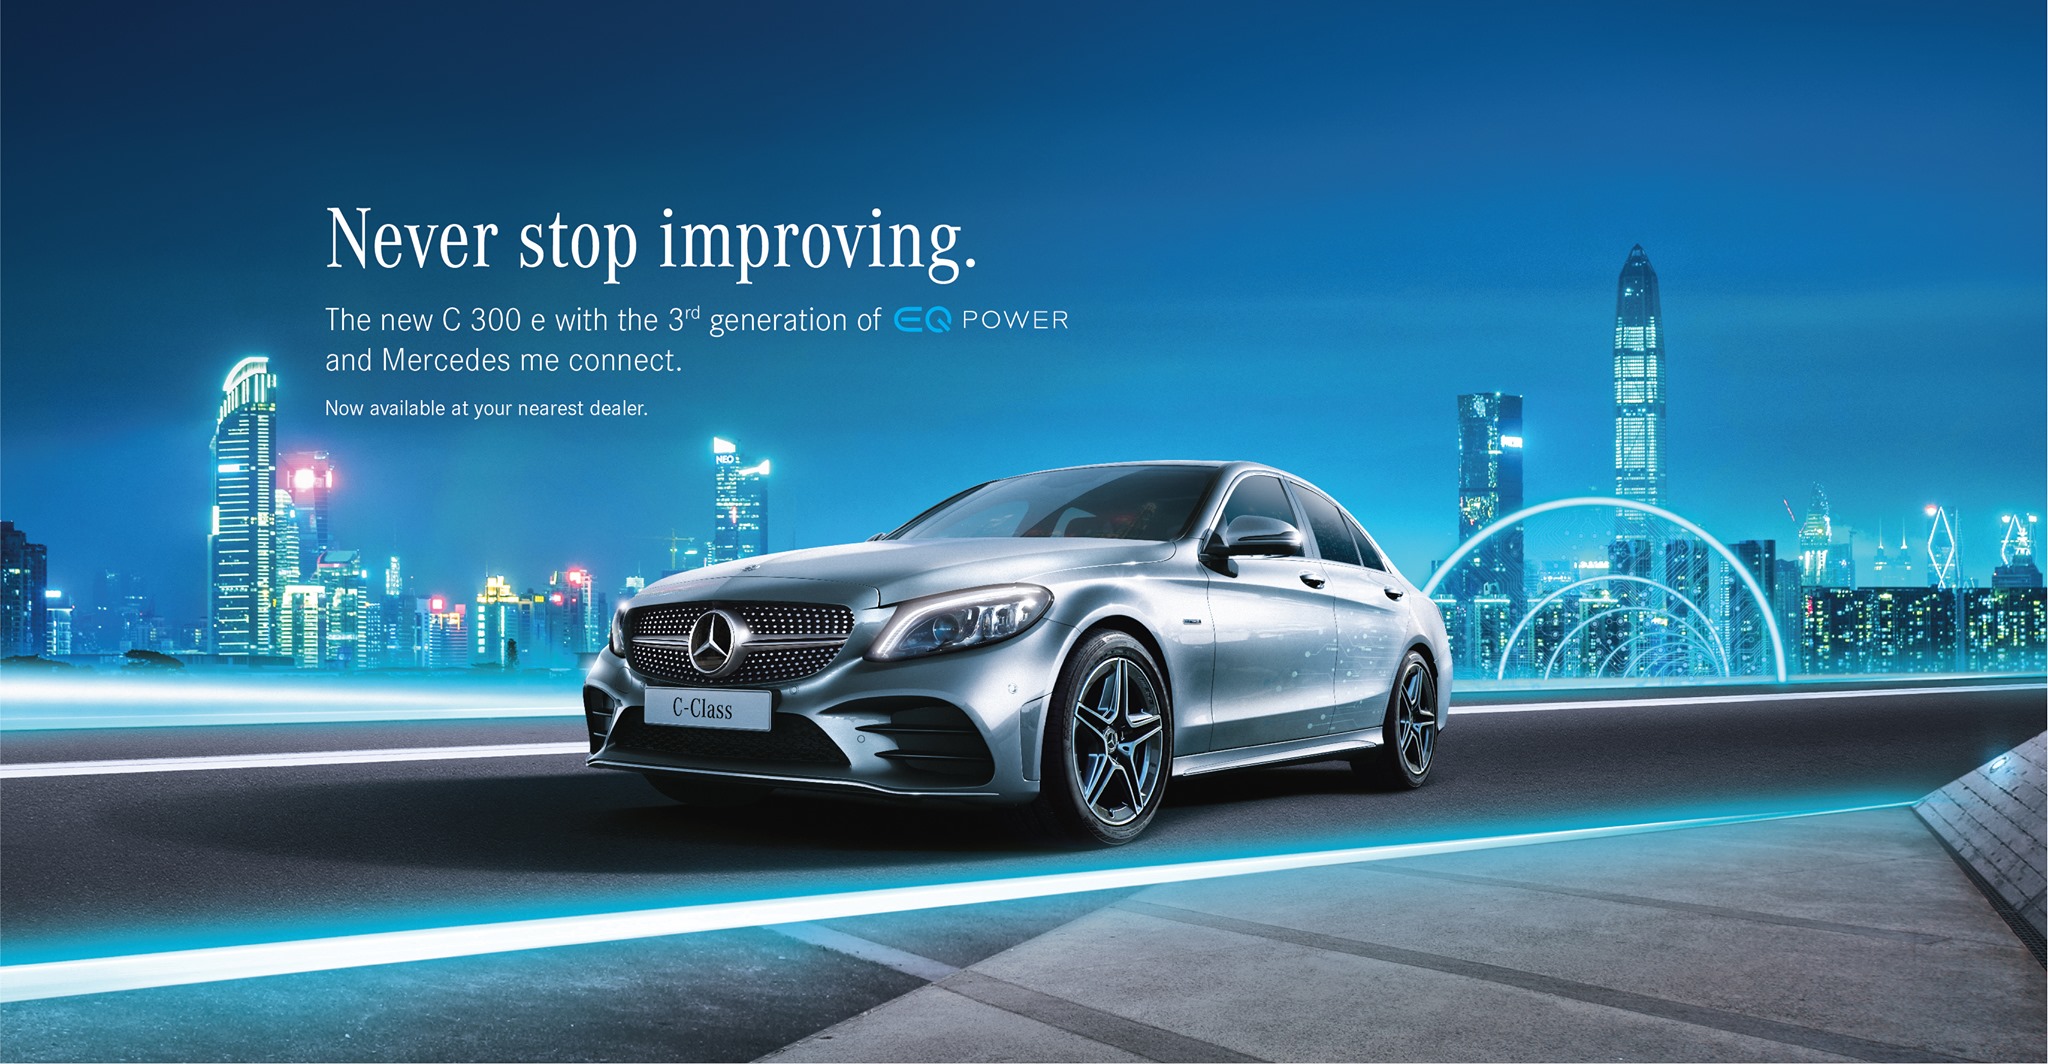 Never stop improving.
The new C 300 e with the 3rd generation of EQ POWER
and Mercedes me connect.
Now available at your nearest dealer.
NEO
C-Class